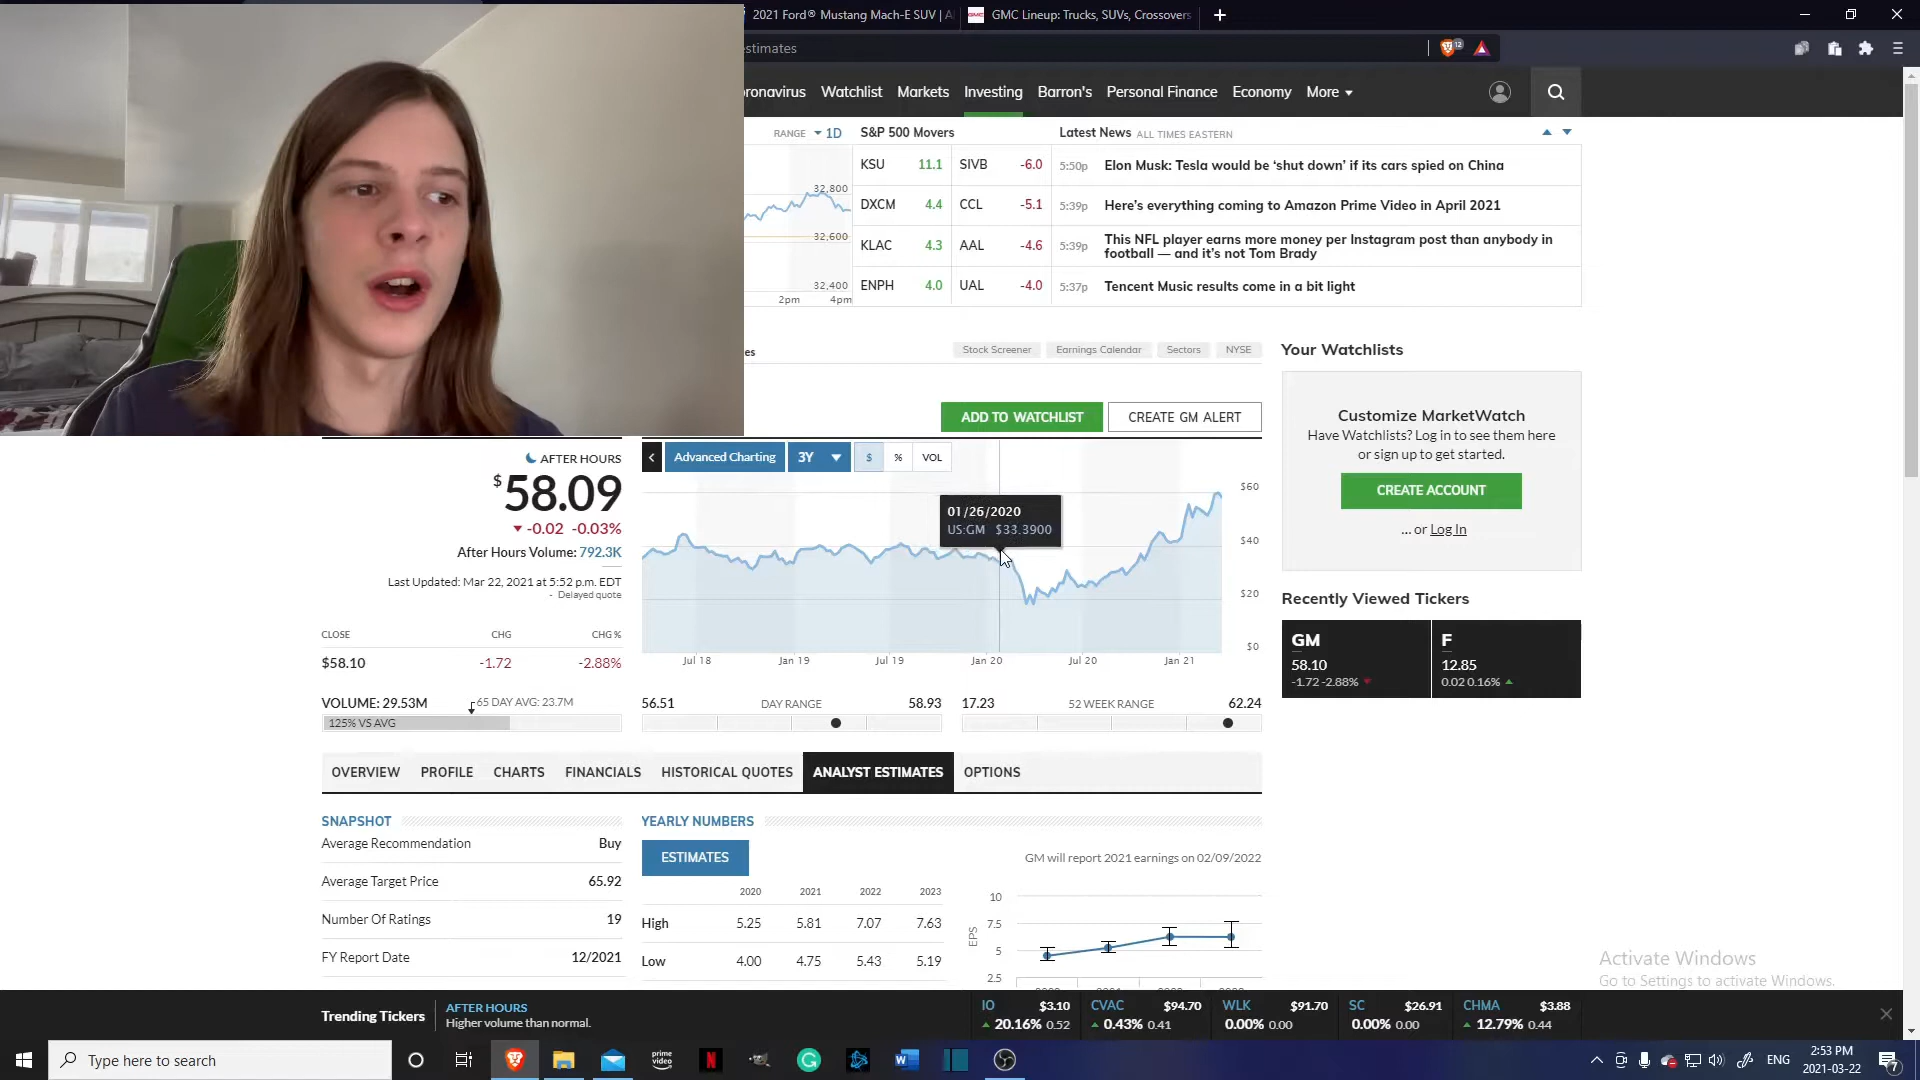 2021 Ford® Mustang Mach-E SUV | A
GMC Lineup: Trucks, SUVs, Crossovers
estimates
12
oronavirus Watchlist Markets Investing Barron's Personal Finance Economy More
RANGE 1D
32,800
32,600
32,400
2pm 4pm
S&P 500 Movers
KSU 11.1 SIVB -6.0
DXCM 4.4 CCL -5.1
KLAC 4.3 AAL -4.6
ENPH 4.0 UAL -4.0
Latest News ALL TIMES EASTERN
5:50p Elon Musk: Tesla would be ‘shut down’ if its cars spied on China
5:39p Here’s everything coming to Amazon Prime Video in April 2021
5:39p This NFL player earns more money per Instagram post than anybody in
football — and it’s not Tom Brady
5:37p Tencent Music results come in a bit light
es
Stock Screener Earnings Calendar Sectors NYSE
ADD TO WATCHLIST CREATE GM ALERT
Your Watchlists
Customize MarketWatch
Have Watchlists? Log in to see them here
or sign up to get started.
CREATE ACCOUNT
... or Log In
AFTER HOURS
$58.09
-0.02 -0.03%
After Hours Volume: 792.3K
Last Updated: Mar 22, 2021 at 5:52 p.m. EDT
- Delayed quote
CLOSE CHG CHG %
$58.10 -1.72 -2.88%
VOLUME: 29.53M 65 DAY AVG: 23.7M
125% VS AVG
Advanced Charting 3Y $ % VOL
01/26/2020
US:GM $33.3900
$60
$40
$20
$0
Jul 18 Jan 19 Jul 19 Jan 20 Jul 20 Jan 21
56.51 DAY RANGE 58.93
17.23 52 WEEK RANGE 62.24
Recently Viewed Tickers
GM
58.10
-1.72 -2.88%
F
12.85
0.02 0.16%
OVERVIEW PROFILE CHARTS FINANCIALS HISTORICAL QUOTES ANALYST ESTIMATES OPTIONS
SNAPSHOT
Average Recommendation Buy
Average Target Price 65.92
Number Of Ratings 19
FY Report Date 12/2021
YEARLY NUMBERS
ESTIMATES
GM will report 2021 earnings on 02/09/2022
2020 2021 2022 2023
High 5.25 5.81 7.07 7.63
Low 4.00 4.75 5.43 5.19
EPS
10
7.5
5
2.5
Activate Windows
Go to Settings to activate Windows.
Trending Tickers
AFTER HOURS
Higher volume than normal.
IO $3.10
20.16% 0.52
CVAC $94.70
0.43% 0.41
WLK $91.70
0.00% 0.00
SC $26.91
0.00% 0.00
CHMA $3.88
12.79% 0.44
Type here to search
prime
video
N
G
W
ENG
2:53 PM
2021-03-22
7